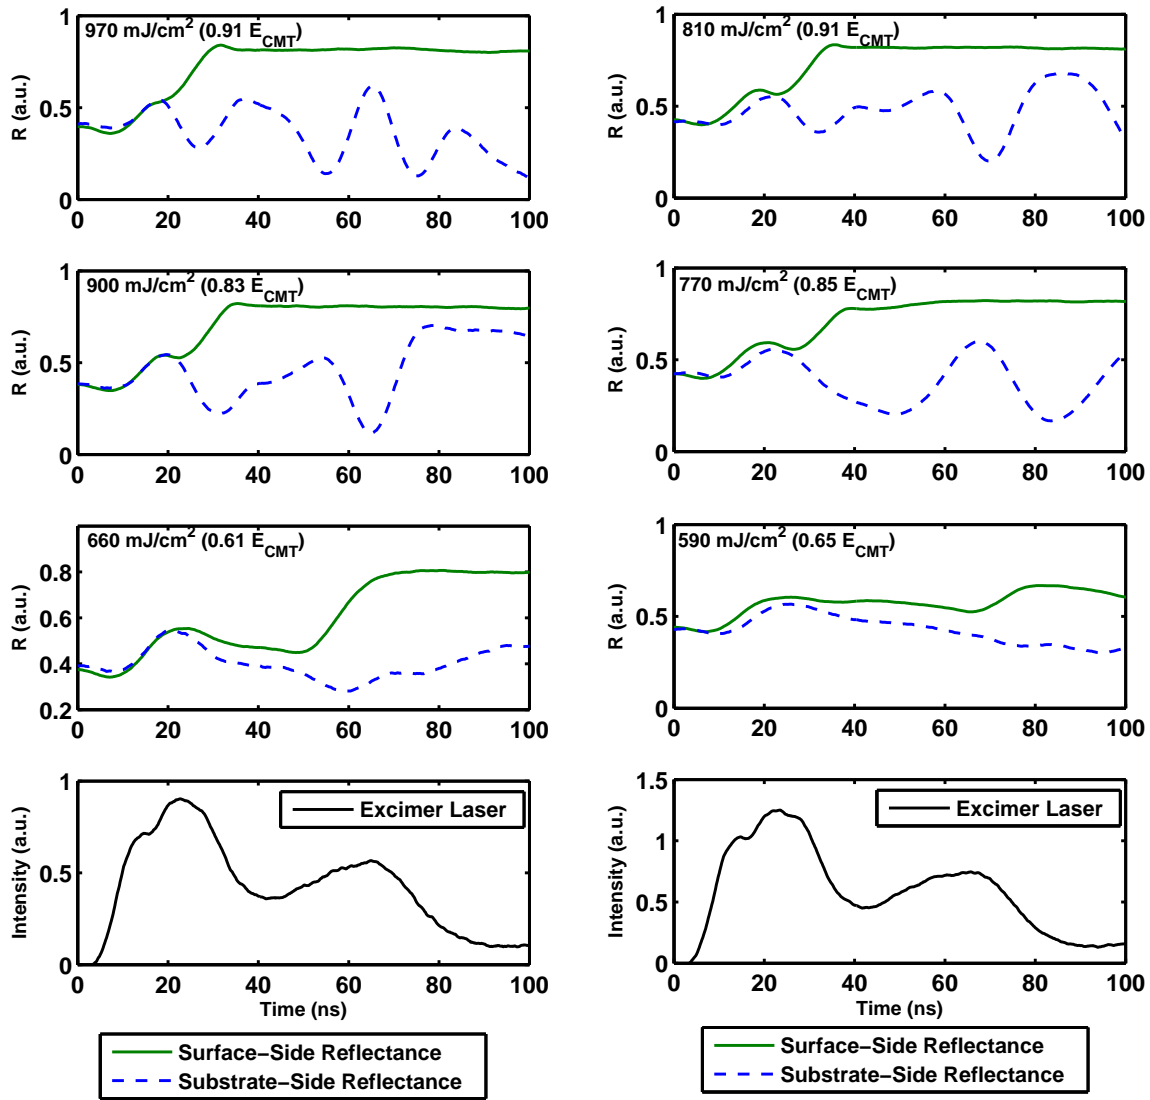 970 mJ/cm² (0.91 E_CMT)
R (a.u.)
1
0.5
0
0 20 40 60 80 100
810 mJ/cm² (0.91 E_CMT)
R (a.u.)
1
0.5
0
0 20 40 60 80 100
900 mJ/cm² (0.83 E_CMT)
R (a.u.)
1
0.5
0
0 20 40 60 80 100
770 mJ/cm² (0.85 E_CMT)
R (a.u.)
1
0.5
0
0 20 40 60 80 100
660 mJ/cm² (0.61 E_CMT)
R (a.u.)
0.8
0.6
0.4
0.2
0 20 40 60 80 100
590 mJ/cm² (0.65 E_CMT)
R (a.u.)
1
0.5
0
0 20 40 60 80 100
Excimer Laser
Intensity (a.u.)
1
0.5
0
0 20 40 60 80 100
Time (ns)
Excimer Laser
Intensity (a.u.)
1.5
1
0.5
0
0 20 40 60 80 100
Time (ns)
Surface−Side Reflectance
Substrate−Side Reflectance
Surface−Side Reflectance
Substrate−Side Reflectance